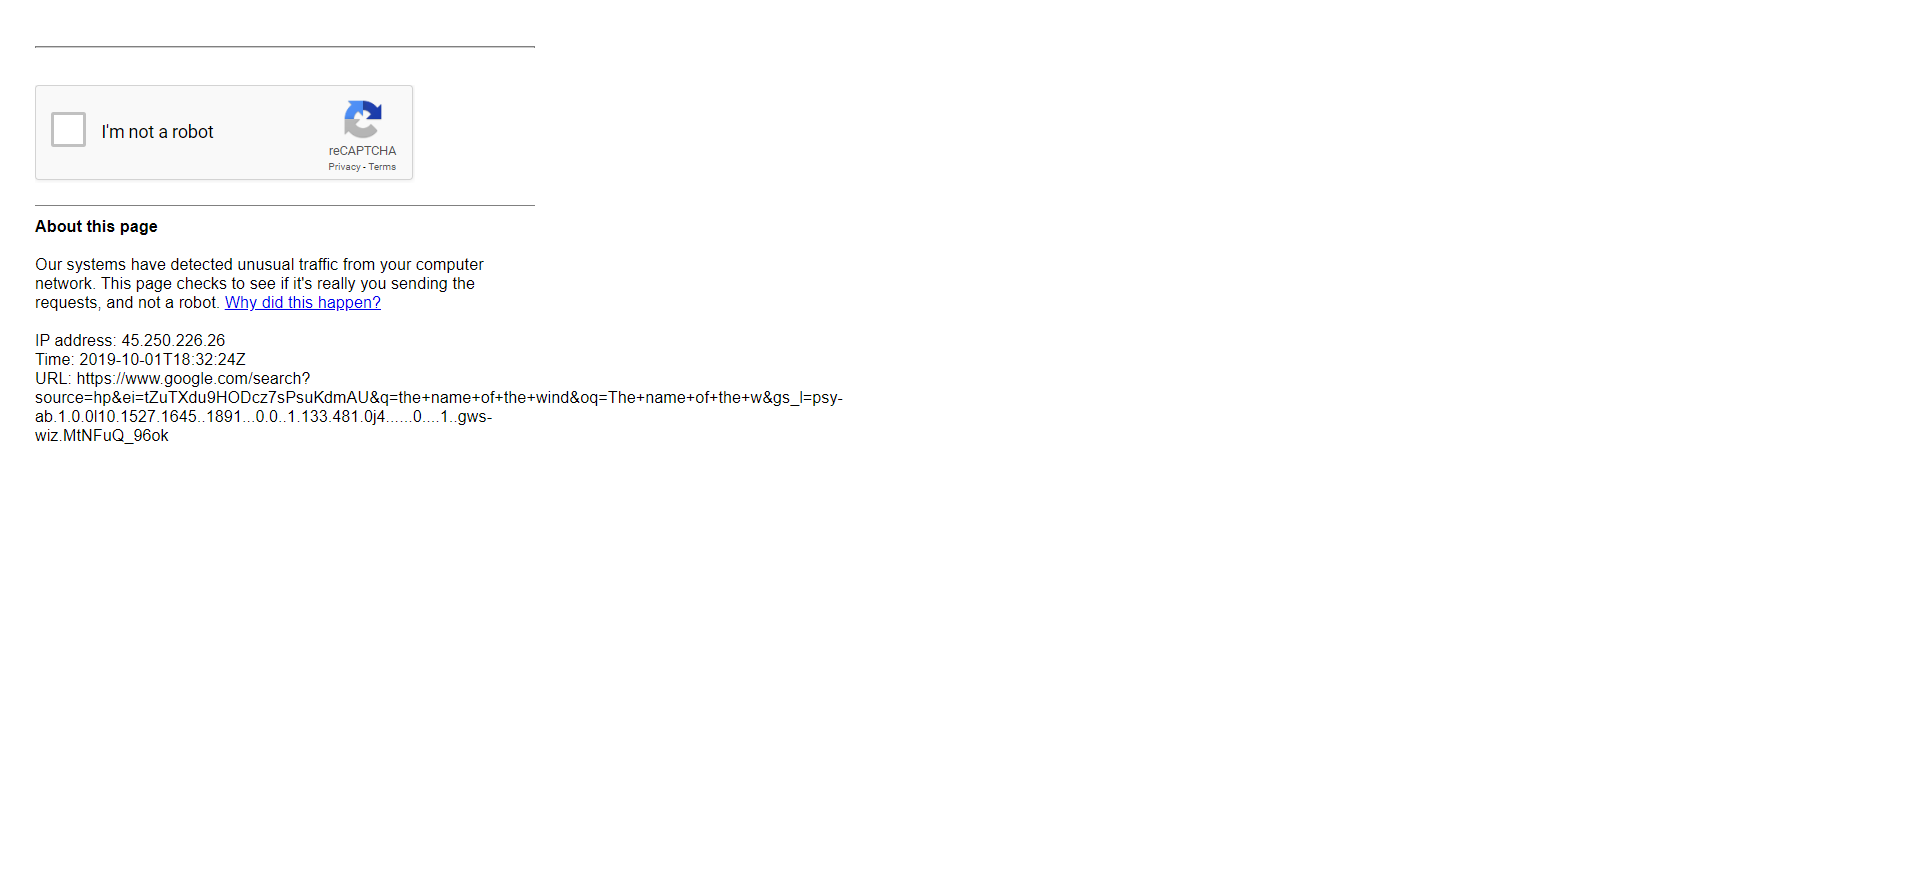 I'm not a robot
reCAPTCHA
Privacy - Terms
About this page
Our systems have detected unusual traffic from your computer
network. This page checks to see if it's really you sending the
requests, and not a robot. Why did this happen?
IP address: 45.250.226.26
Time: 2019-10-01T18:32:24Z
URL: https://www.google.com/search?
source=hp&ei=tZuTXdu9HODcz7sPsuKdmAU&q=the+name+of+the+wind&oq=The+name+of+the+w&gs_l=psy-
ab.1.0.0l10.1527.1645..1891...0.0..1.133.481.0j4......0....1..gws-
wiz.MtNFuQ_96ok